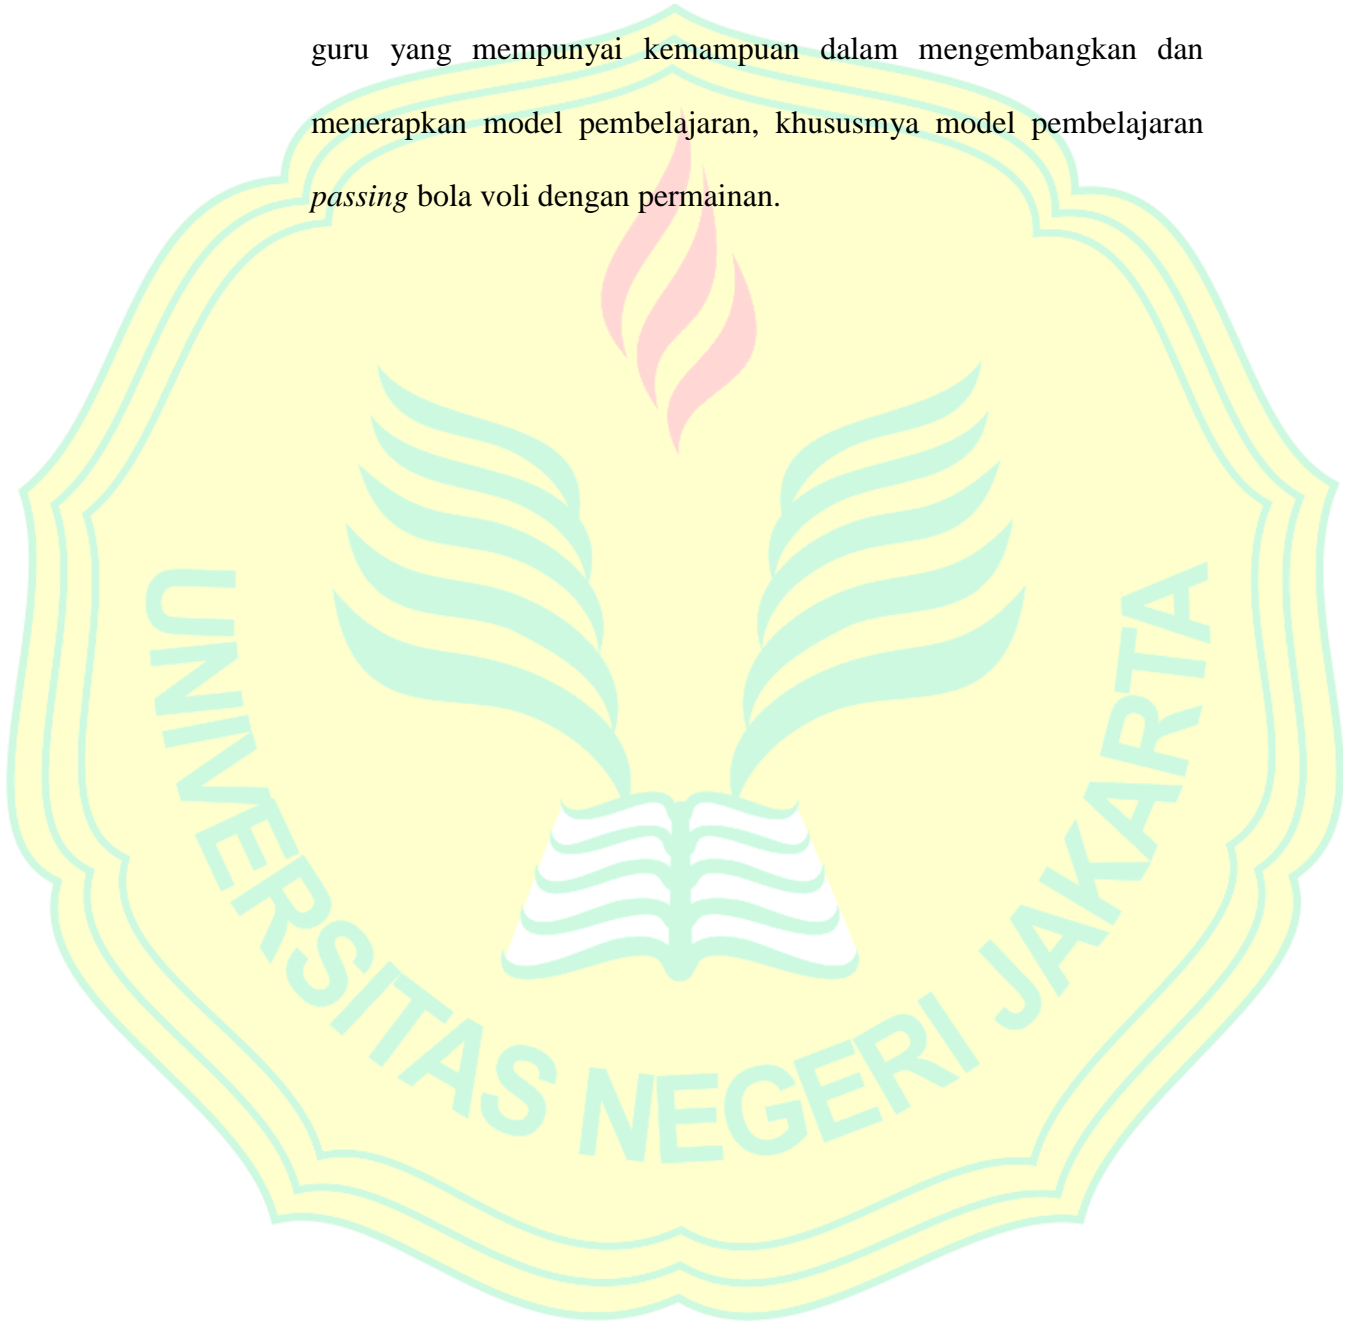 guru yang mempunyai kemampuan dalam mengembangkan dan
menerapkan model pembelajaran, khususmya model pembelajaran
passing bola voli dengan permainan.
UNIVERSITAS NEGERI JAKARTA